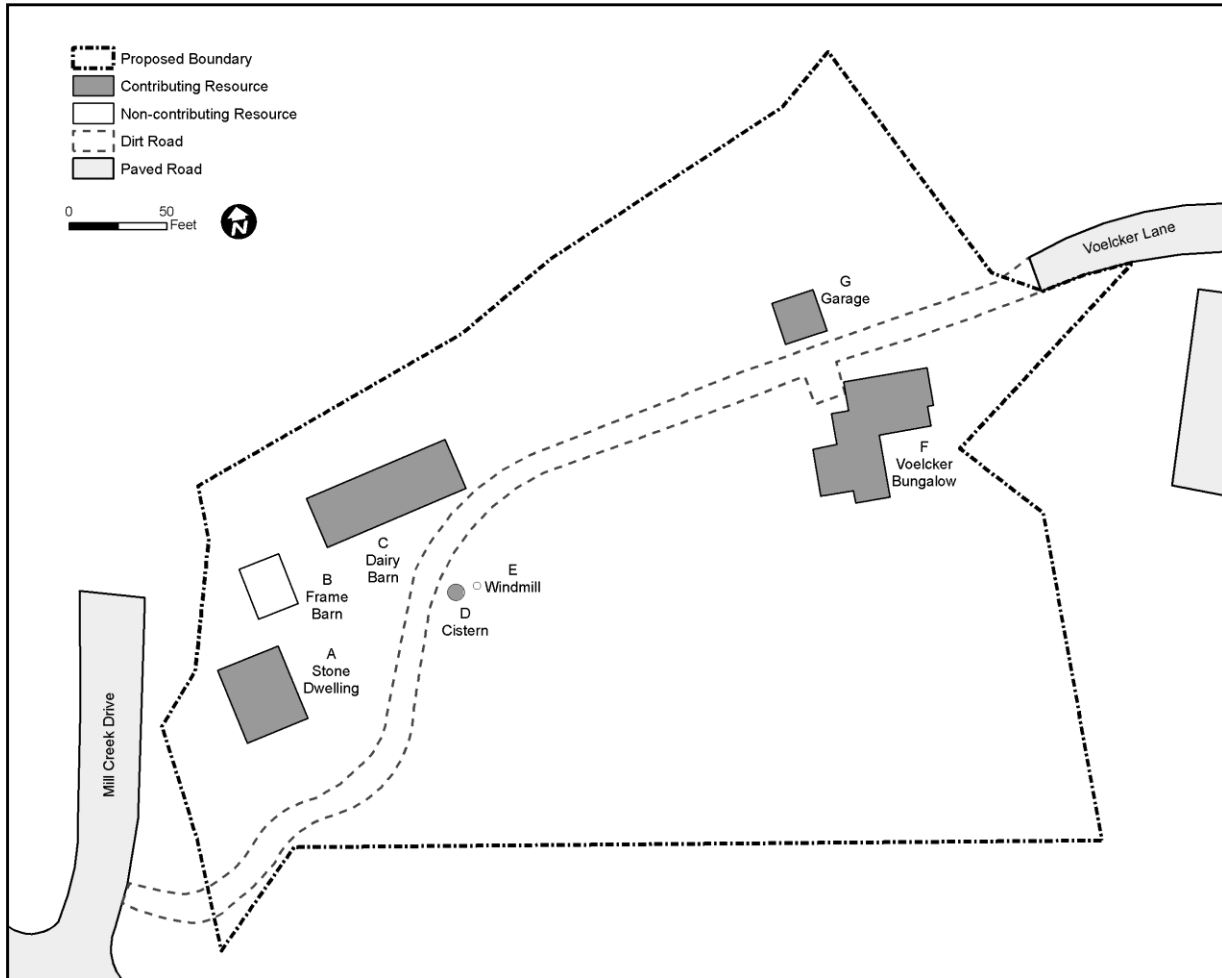 Proposed Boundary
Contributing Resource
Non-contributing Resource
Dirt Road
Paved Road
0 50
Feet
N
Voelcker Lane
G
Garage
F
Voelcker
Bungalow
C
Dairy
Barn
B
Frame
Barn
E
Windmill
D
Cistern
A
Stone
Dwelling
Mill Creek Drive